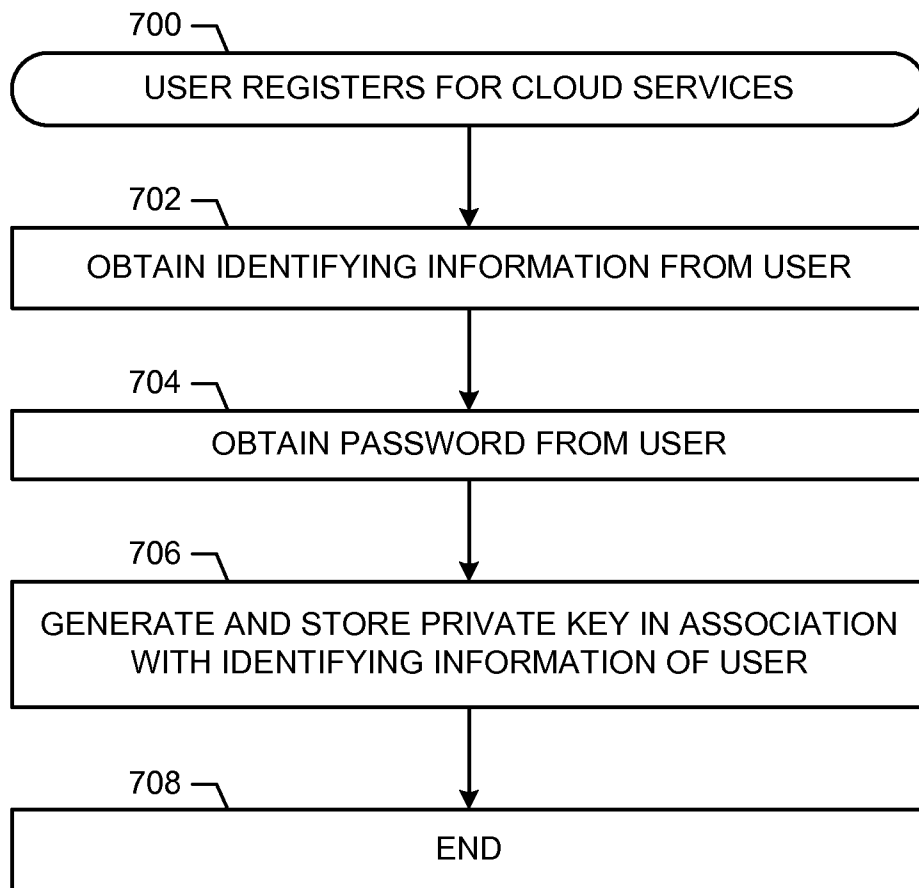 700
USER REGISTERS FOR CLOUD SERVICES
702
OBTAIN IDENTIFYING INFORMATION FROM USER
704
OBTAIN PASSWORD FROM USER
706
GENERATE AND STORE PRIVATE KEY IN ASSOCIATION
WITH IDENTIFYING INFORMATION OF USER
708
END